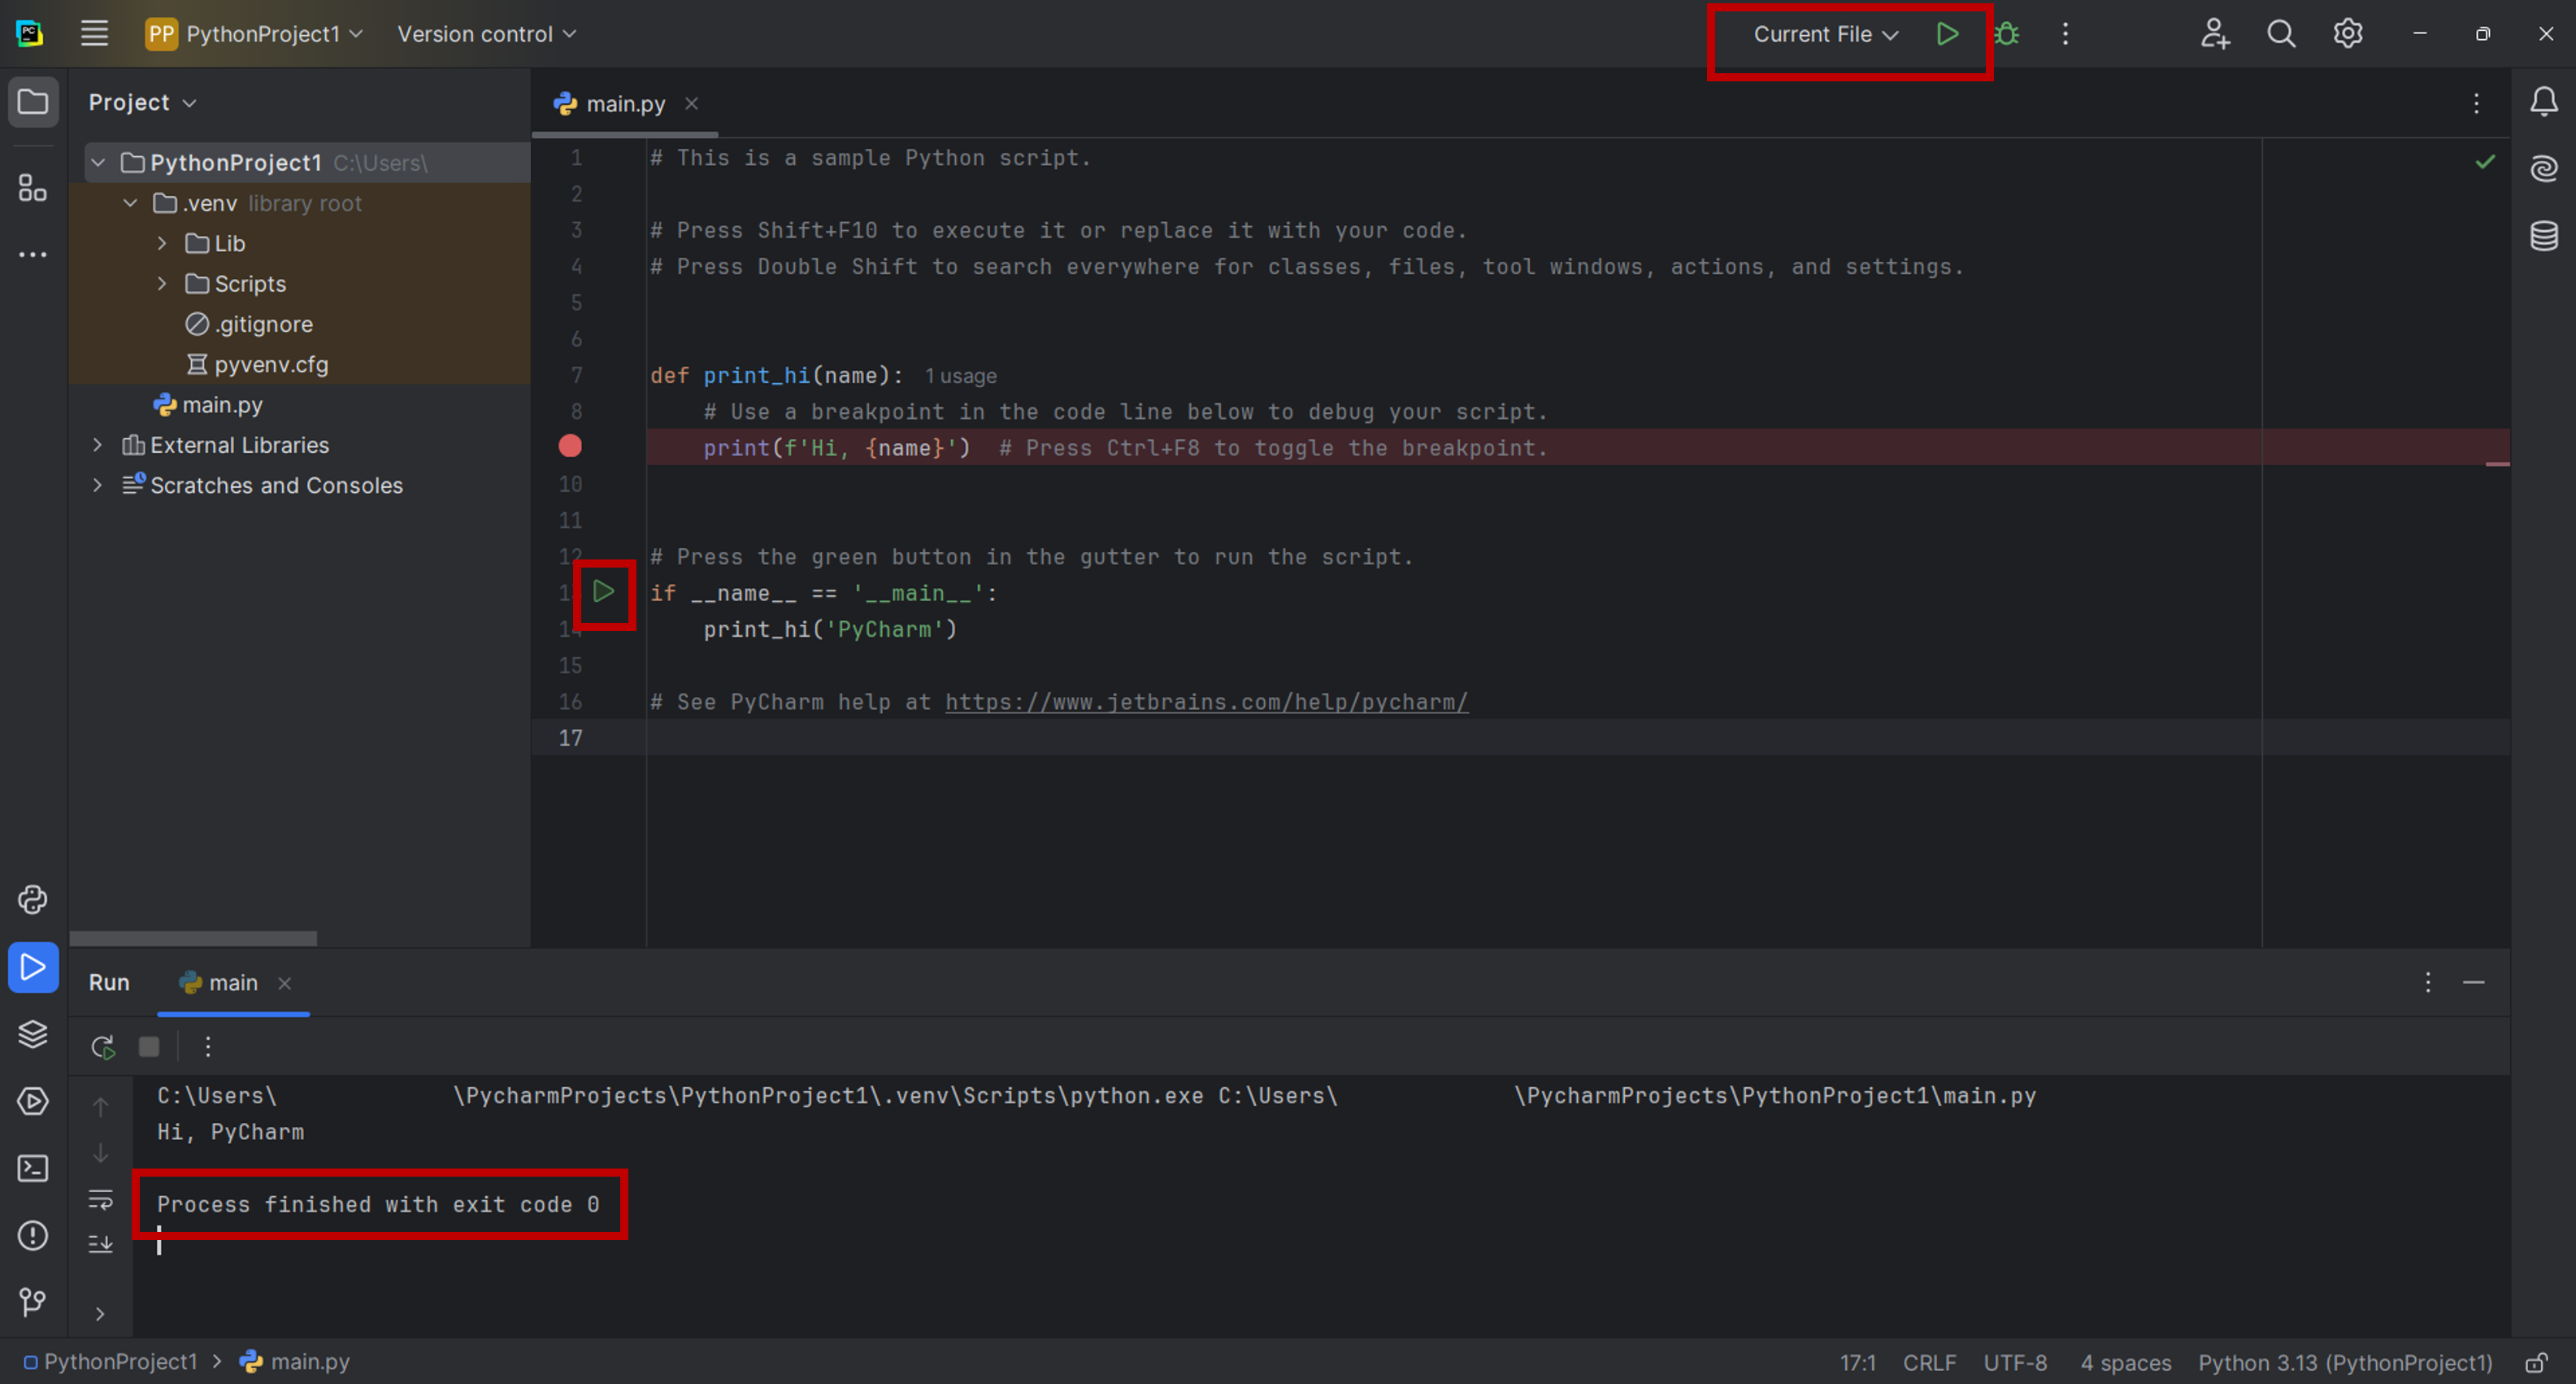 PC
PP PythonProject1 Version control Current File
Project
main.py
PythonProject1 C:\Users\
.venv library root
Lib
Scripts
.gitignore
pyvenv.cfg
main.py
External Libraries
Scratches and Consoles
1 # This is a sample Python script.
2
3 # Press Shift+F10 to execute it or replace it with your code.
4 # Press Double Shift to search everywhere for classes, files, tool windows, actions, and settings.
5
6
7 def print_hi(name): 1 usage
8 # Use a breakpoint in the code line below to debug your script.
print(f'Hi, {name}') # Press Ctrl+F8 to toggle the breakpoint.
10
11
12 # Press the green button in the gutter to run the script.
13 if __name__ == '__main__':
14 print_hi('PyCharm')
15
16 # See PyCharm help at https://www.jetbrains.com/help/pycharm/
17
Run main
C:\Users\ \PycharmProjects\PythonProject1\.venv\Scripts\python.exe C:\Users\ \PycharmProjects\PythonProject1\main.py
Hi, PyCharm
Process finished with exit code 0
PythonProject1 > main.py 17:1 CRLF UTF-8 4 spaces Python 3.13 (PythonProject1)